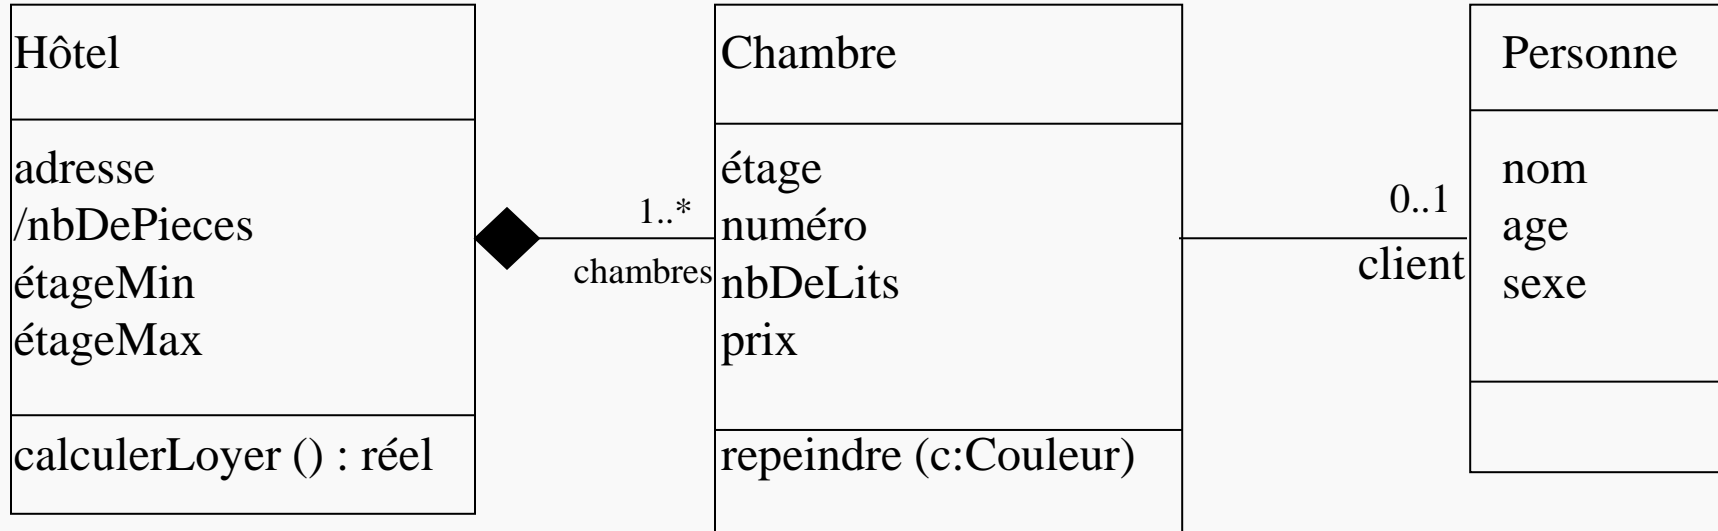 Hôtel
adresse
/nbDePieces
étageMin
étageMax
calculerLoyer () : réel
1..*
chambres
Chambre
étage
numéro
nbDeLits
prix
repeindre (c:Couleur)
0..1
client
Personne
nom
age
sexe